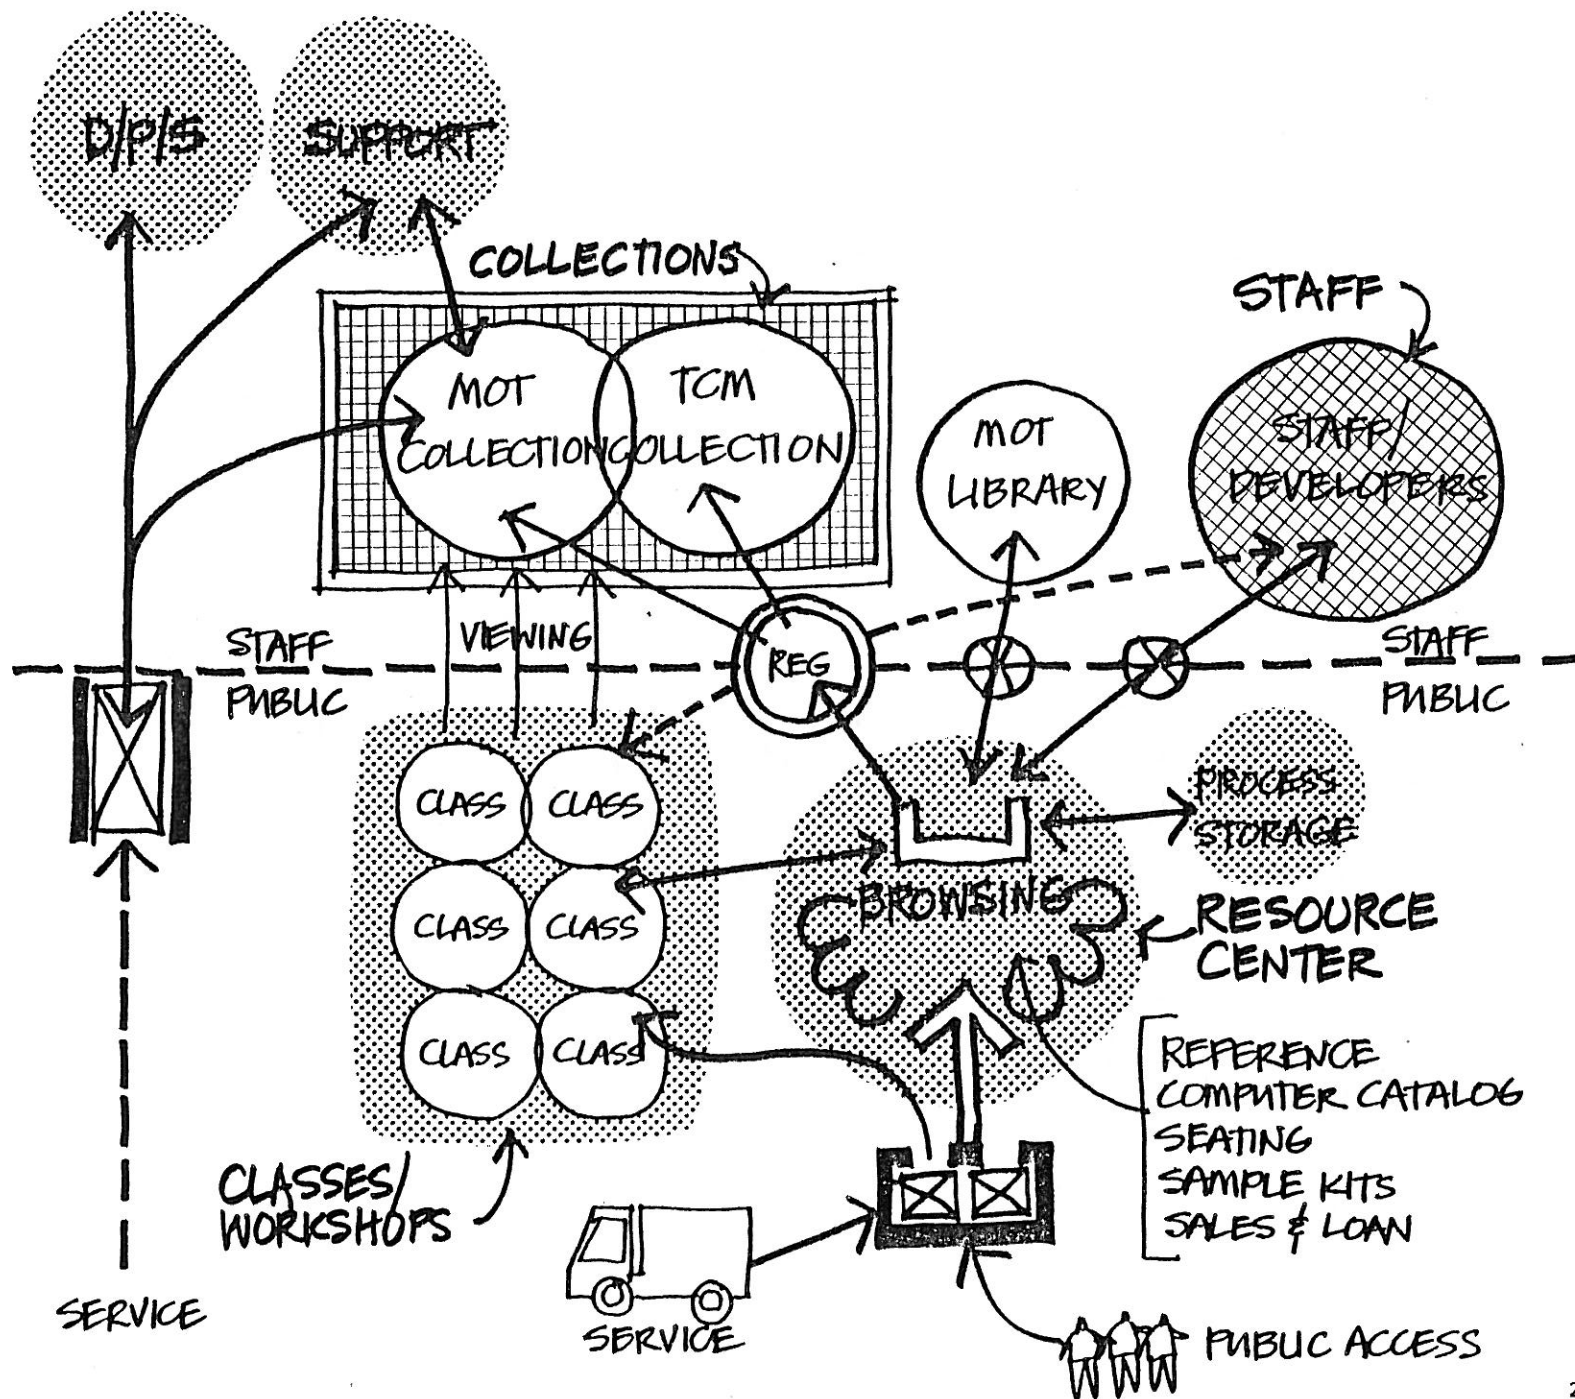 D/P/S
SUPPORT
COLLECTIONS
STAFF
MOT
COLLECTION
TCM
COLLECTION
MOT
LIBRARY
STAFF/
DEVELOPERS
STAFF
PUBLIC
VIEWING
REG
STAFF
PUBLIC
CLASS
CLASS
CLASS
CLASS
CLASS
CLASS
PROCESS
STORAGE
BROWSING
RESOURCE
CENTER
REFERENCE
COMPUTER CATALOG
SEATING
SAMPLE KITS
SALES & LOAN
CLASSES/
WORKSHOPS
SERVICE
SERVICE
PUBLIC ACCESS